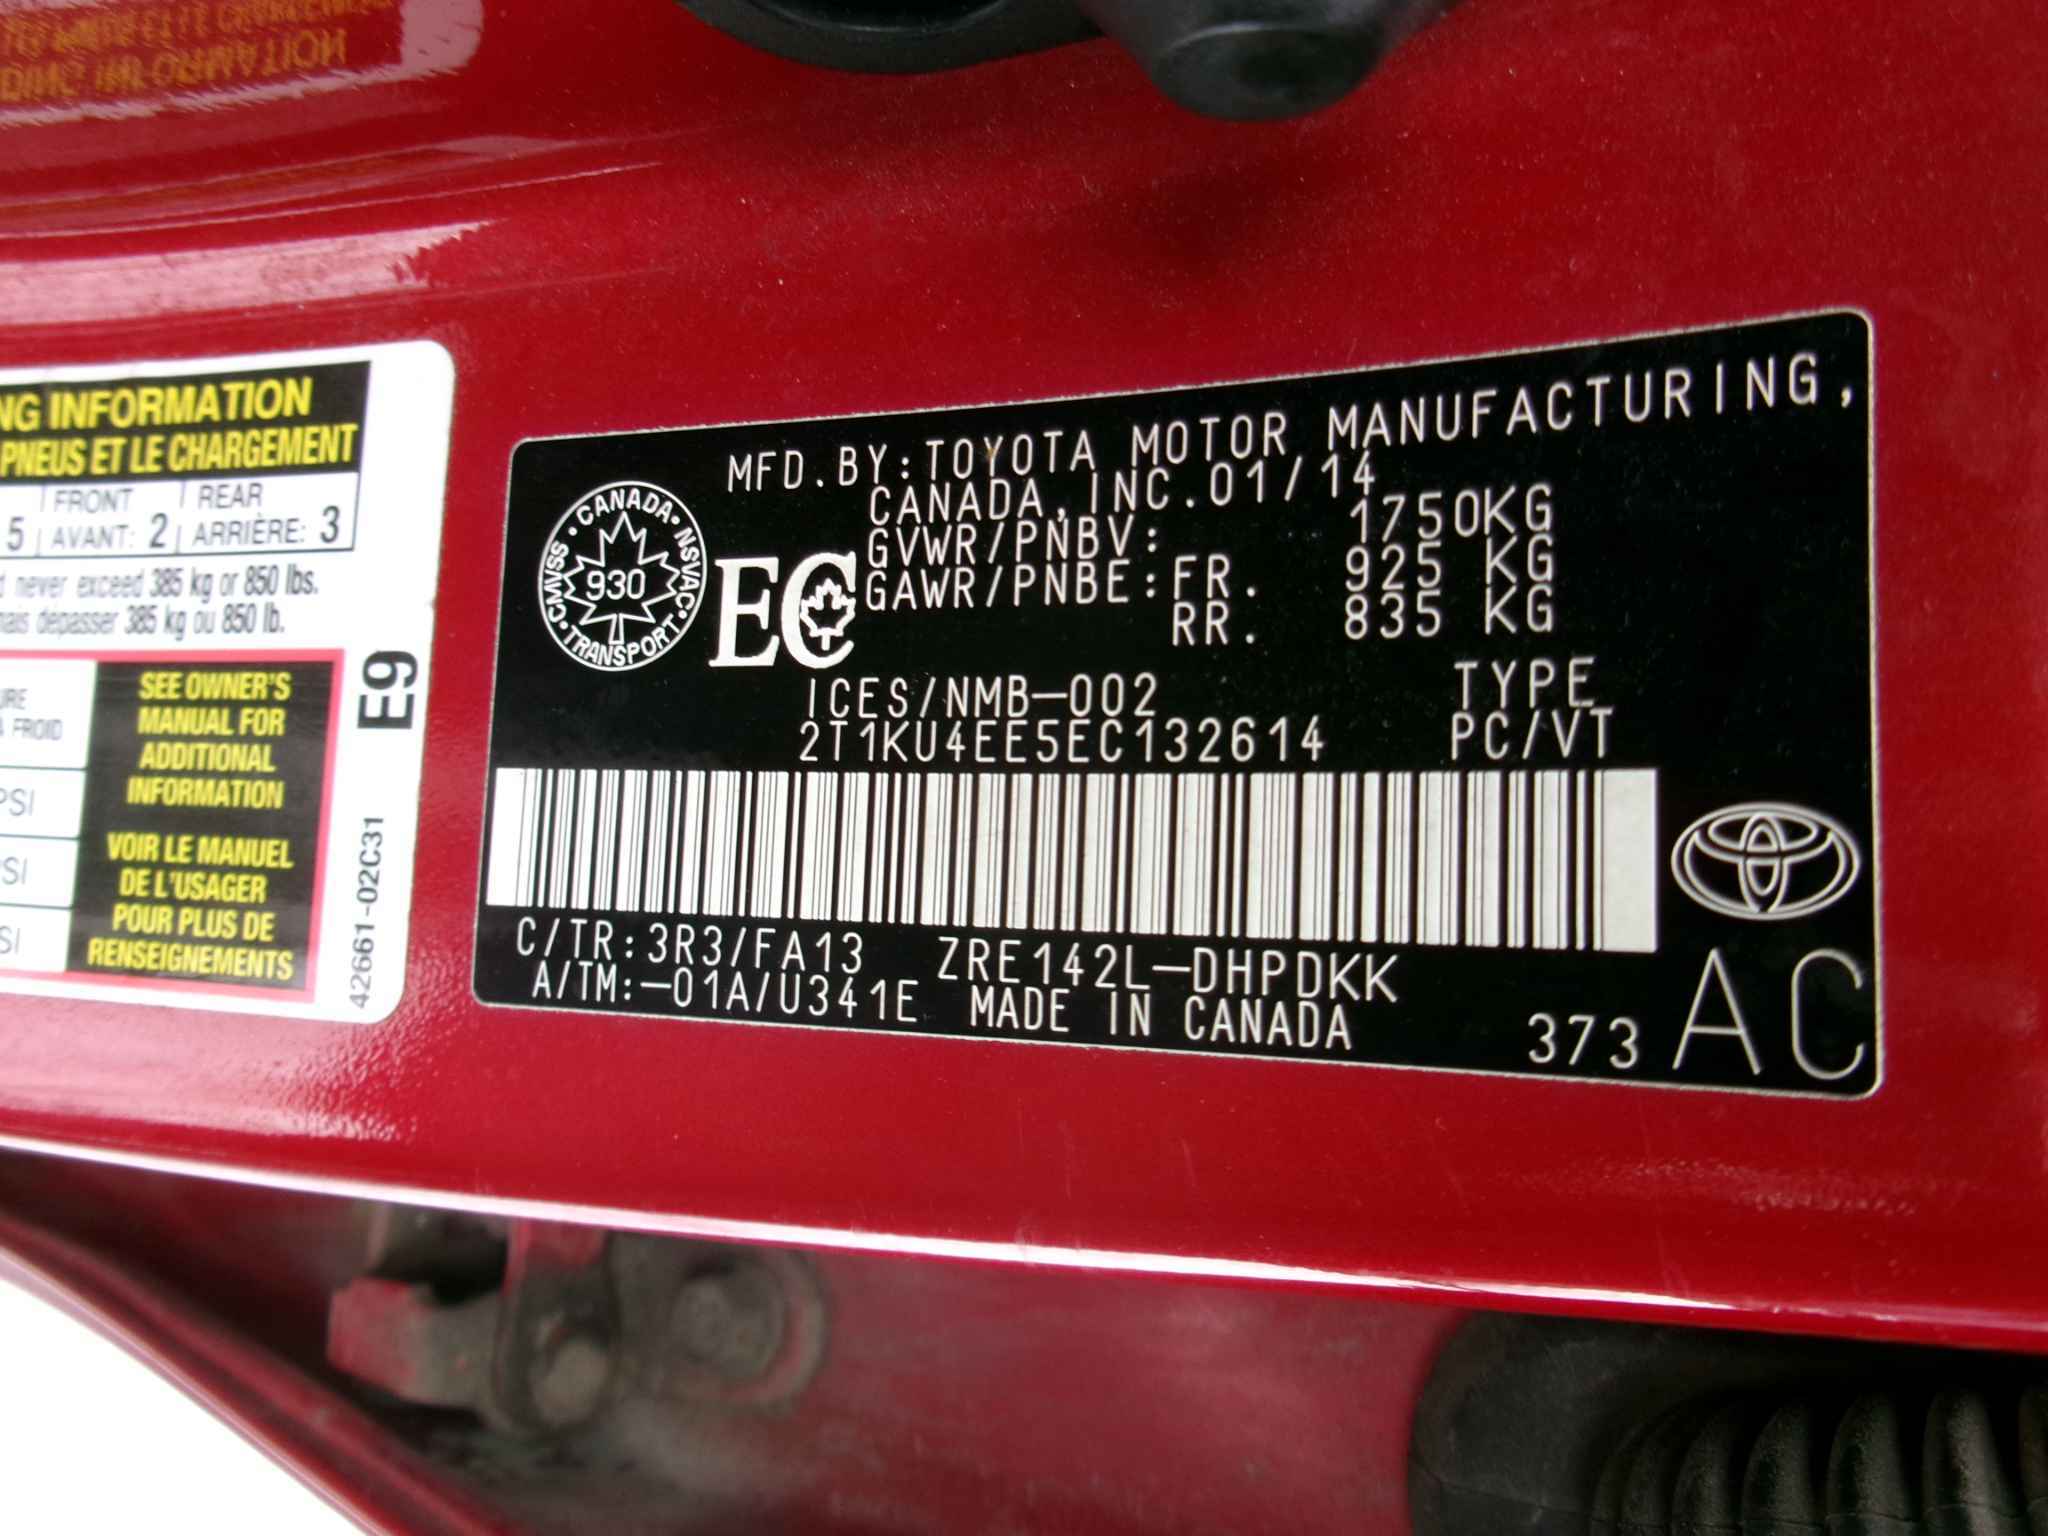 NG INFORMATION
PNEUS ET LE CHARGEMENT
5 FRONT AVANT: 2 REAR ARRIÈRE: 3
never exceed 385 kg or 850 lbs.
dépasser 385 kg ou 850 lb.
A FROID
PSI
SEE OWNER'S
MANUAL FOR
ADDITIONAL
INFORMATION
VOIR LE MANUEL
DE L'USAGER
POUR PLUS DE
RENSEIGNEMENTS
E9
42661-02C31
MFD.BY:TOYOTA MOTOR MANUFACTURING,
CANADA,INC.01/14
GVWR/PNBV: 1750KG
GAWR/PNBE:FR. 925 KG
RR. 835 KG
CANADA·NSVAC·TRANSPORT·CMVSS·
930
EC
ICES/NMB-002 TYPE
2T1KU4EE5EC132614 PC/VT
C/TR:3R3/FA13 ZRE142L-DHPDKK
A/TM:-01A/U341E MADE IN CANADA
373 AC